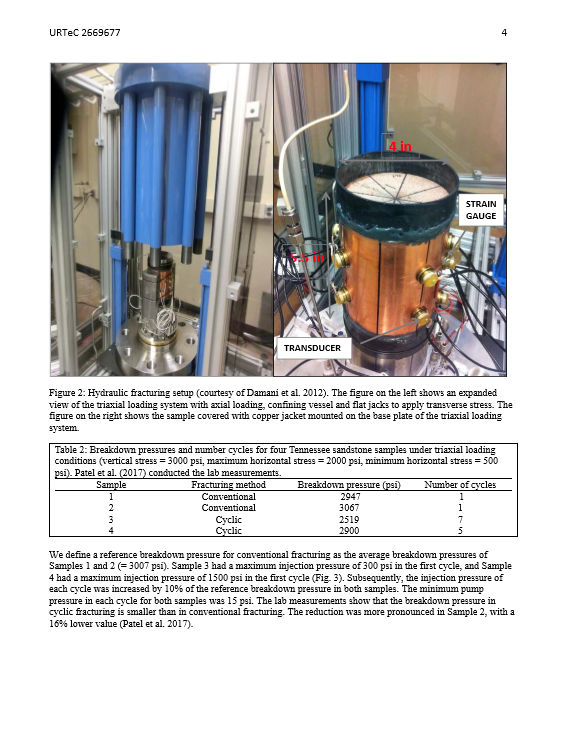 URTeC 2669677
4
4 in
STRAIN
GAUGE
5.5 in
TRANSDUCER
Figure 2: Hydraulic fracturing setup (courtesy of Damani et al. 2012). The figure on the left shows an expanded
view of the triaxial loading system with axial loading, confining vessel and flat jacks to apply transverse stress. The
figure on the right shows the sample covered with copper jacket mounted on the base plate of the triaxial loading
system.
Table 2: Breakdown pressures and number cycles for four Tennessee sandstone samples under triaxial loading
conditions (vertical stress = 3000 psi, maximum horizontal stress = 2000 psi, minimum horizontal stress = 500
psi). Patel et al. (2017) conducted the lab measurements.
Sample Fracturing method Breakdown pressure (psi) Number of cycles
1 Conventional 2947 1
2 Conventional 3067 1
3 Cyclic 2519 7
4 Cyclic 2900 5
We define a reference breakdown pressure for conventional fracturing as the average breakdown pressures of
Samples 1 and 2 (= 3007 psi). Sample 3 had a maximum injection pressure of 300 psi in the first cycle, and Sample
4 had a maximum injection pressure of 1500 psi in the first cycle (Fig. 3). Subsequently, the injection pressure of
each cycle was increased by 10% of the reference breakdown pressure in both samples. The minimum pump
pressure in each cycle for both samples was 15 psi. The lab measurements show that the breakdown pressure in
cyclic fracturing is smaller than in conventional fracturing. The reduction was more pronounced in Sample 2, with a
16% lower value (Patel et al. 2017).